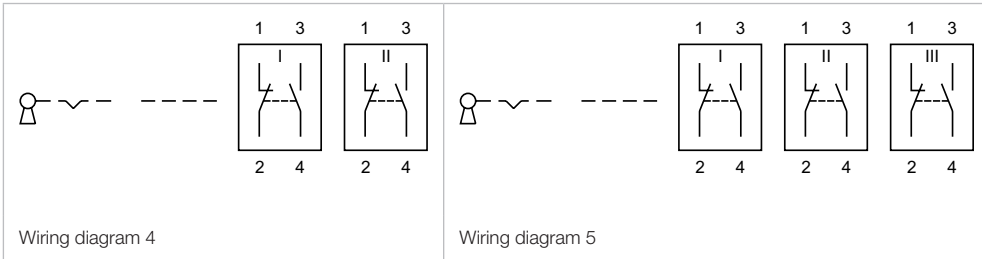 1 3 1 3 1 3 1 3 1 3
I II I II III
2 4 2 4 2 4 2 4 2 4
Wiring diagram 4
Wiring diagram 5